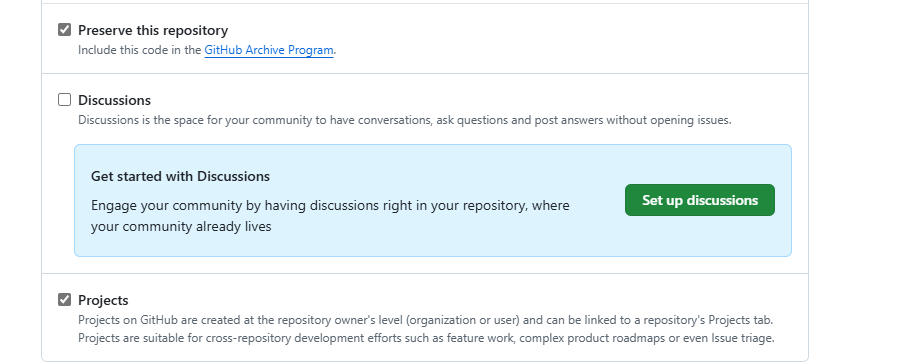 Preserve this repository
Include this code in the GitHub Archive Program.
Discussions
Discussions is the space for your community to have conversations, ask questions and post answers without opening issues.
Get started with Discussions
Engage your community by having discussions right in your repository, where
your community already lives
Set up discussions
Projects
Projects on GitHub are created at the repository owner's level (organization or user) and can be linked to a repository's Projects tab.
Projects are suitable for cross-repository development efforts such as feature work, complex product roadmaps or even Issue triage.